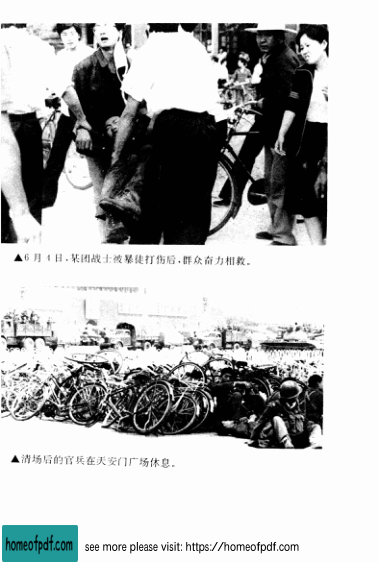 ▲6月4日,某团战士被暴徒打伤后,群众奋力相救。
▲清场后的官兵在天安门广场休息。
homeofpdf.com see more please visit: https://homeofpdf.com